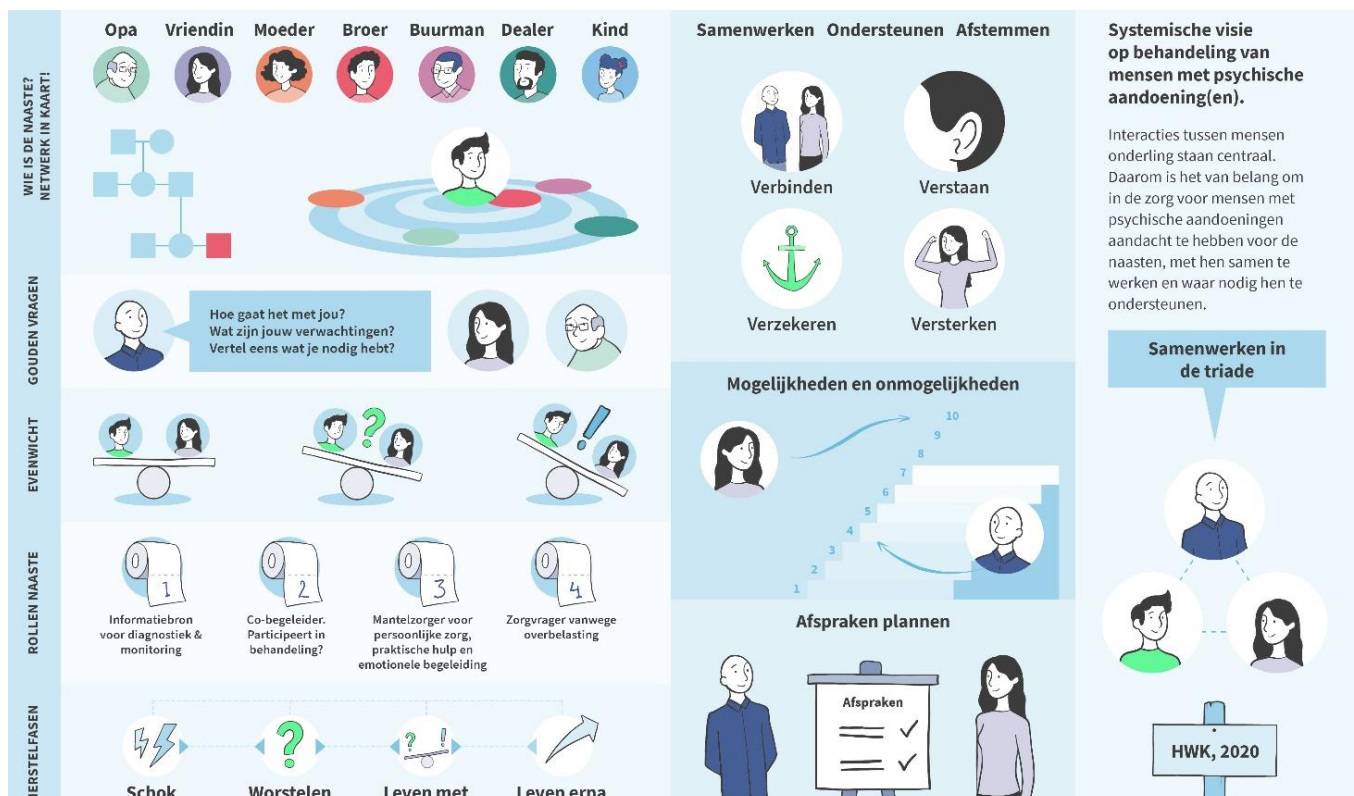 WIE IS DE NAASTE?
NETWERK IN KAART!
Opa Vriendin Moeder Broer Buurman Dealer Kind
GOUDEN VRAGEN
Hoe gaat het met jou?
Wat zijn jouw verwachtingen?
Vertel eens wat je nodig hebt?
EVENWICHT
? !
ROLLEN NAASTE
1
Informatiebron
voor diagnostiek &
monitoring
2
Co-begeleider.
Participeert in
behandeling?
3
Mantelzorger voor
persoonlijke zorg,
praktische hulp en
emotionele begeleiding
4
Zorgvrager vanwege
overbelasting
HERSTELFASEN
? ? !
Schok Worstelen Leven met Leven erna
Samenwerken Ondersteunen Afstemmen
Verbinden Verstaan
Verzekeren Versterken
Mogelijkheden en onmogelijkheden
10
9
8
7
6
5
4
3
2
1
Afspraken plannen
Afspraken
Systemische visie
op behandeling van
mensen met psychische
aandoening(en).
Interacties tussen mensen
onderling staan centraal.
Daarom is het van belang om
in de zorg voor mensen met
psychische aandoeningen
aandacht te hebben voor de
naasten, met hen samen te
werken en waar nodig hen te
ondersteunen.
Samenwerken in
de triade
HWK, 2020